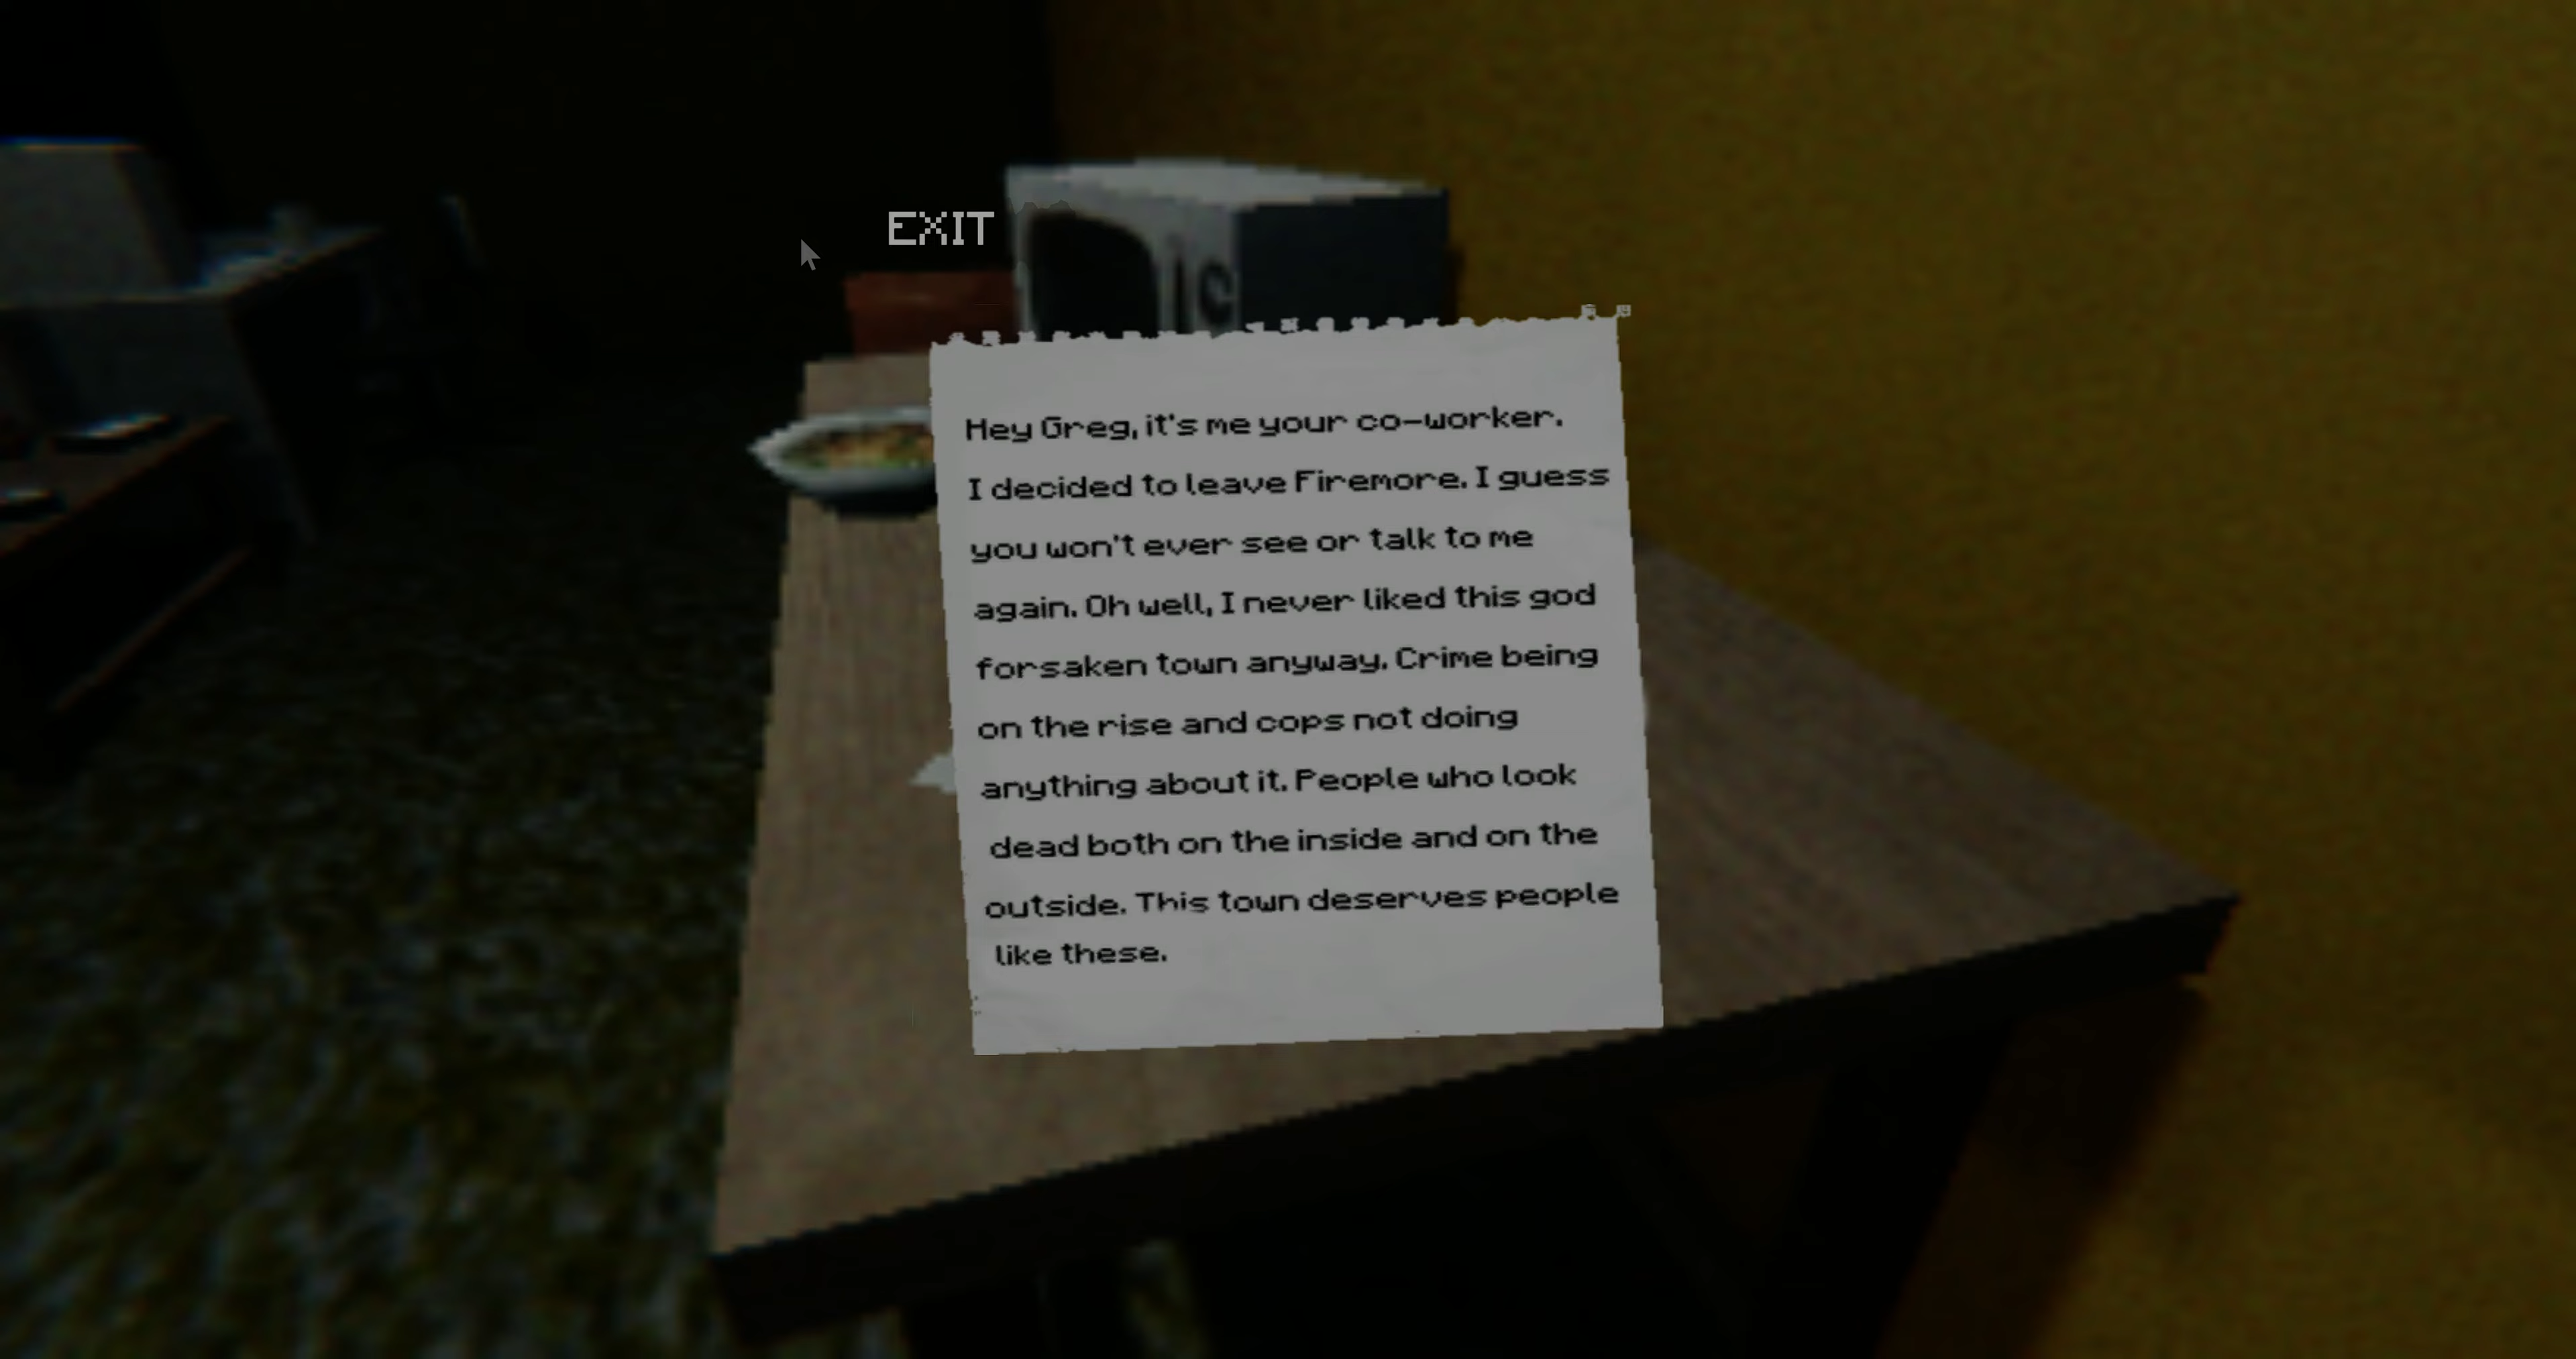 EXIT
Hey Greg, it's me your co-worker.
I decided to leave Firemore. I guess
you won't ever see or talk to me
again. Oh well, I never liked this god
forsaken town anyway. Crime being
on the rise and cops not doing
anything about it. People who look
dead both on the inside and on the
outside. This town deserves people
like these.